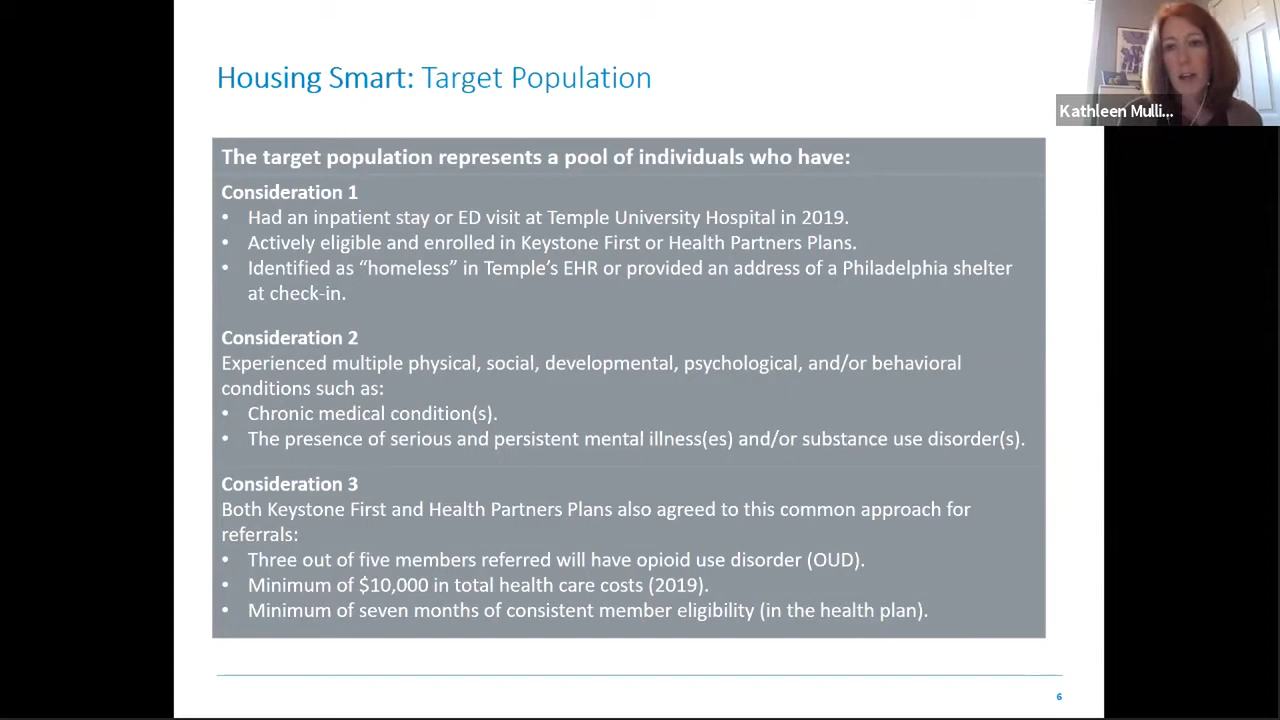 Housing Smart: Target Population
Kathleen Mulli...
The target population represents a pool of individuals who have:
Consideration 1
• Had an inpatient stay or ED visit at Temple University Hospital in 2019.
• Actively eligible and enrolled in Keystone First or Health Partners Plans.
• Identified as “homeless” in Temple’s EHR or provided an address of a Philadelphia shelter
at check-in.
Consideration 2
Experienced multiple physical, social, developmental, psychological, and/or behavioral
conditions such as:
• Chronic medical condition(s).
• The presence of serious and persistent mental illness(es) and/or substance use disorder(s).
Consideration 3
Both Keystone First and Health Partners Plans also agreed to this common approach for
referrals:
• Three out of five members referred will have opioid use disorder (OUD).
• Minimum of $10,000 in total health care costs (2019).
• Minimum of seven months of consistent member eligibility (in the health plan).
6